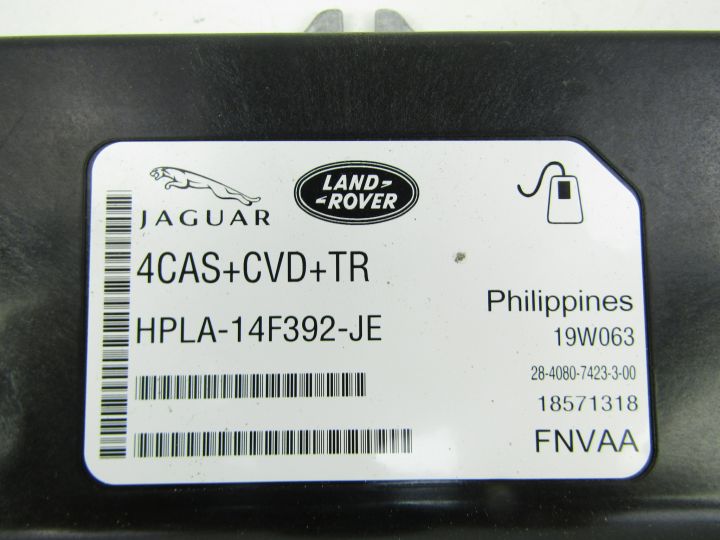 JAGUAR
LAND-
-ROVER
4CAS+CVD+TR
HPLA-14F392-JE
Philippines
19W063
28-4080-7423-3-00
18571318
FNVAA